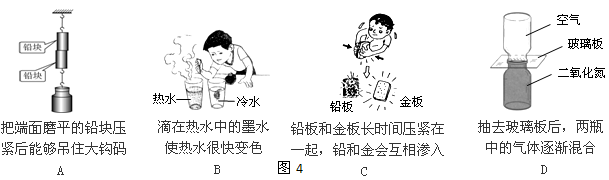 铅块
铅块
把端面磨平的铅块压
紧后能够吊住大钩码
A
热水
冷水
滴在热水中的墨水
使热水很快变色
B
铅板
金板
铅板和金板长时间压紧在
一起，铅和金会互相渗入
C
空气
玻璃板
二氧化氮
抽去玻璃板后，两瓶
中的气体逐渐混合
D
图4